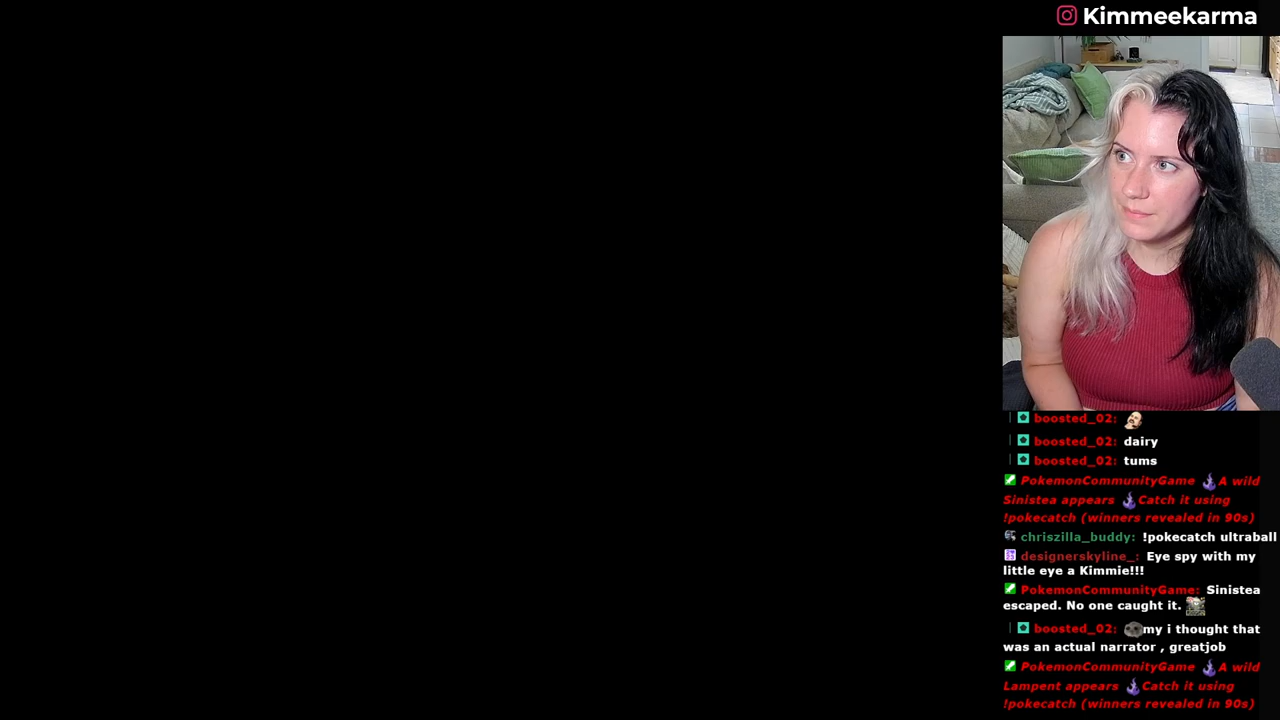 Kimmeekarma
boosted_02:
boosted_02: dairy
boosted_02: tums
PokemonCommunityGame A wild
Sinistea appears Catch it using
!pokecatch (winners revealed in 90s)
chriszilla_buddy: !pokecatch ultraball
designerskyline_: Eye spy with my
little eye a Kimmie!!!
PokemonCommunityGame: Sinistea
escaped. No one caught it.
boosted_02: my i thought that
was an actual narrator , greatjob
PokemonCommunityGame A wild
Lampent appears Catch it using
!pokecatch (winners revealed in 90s)